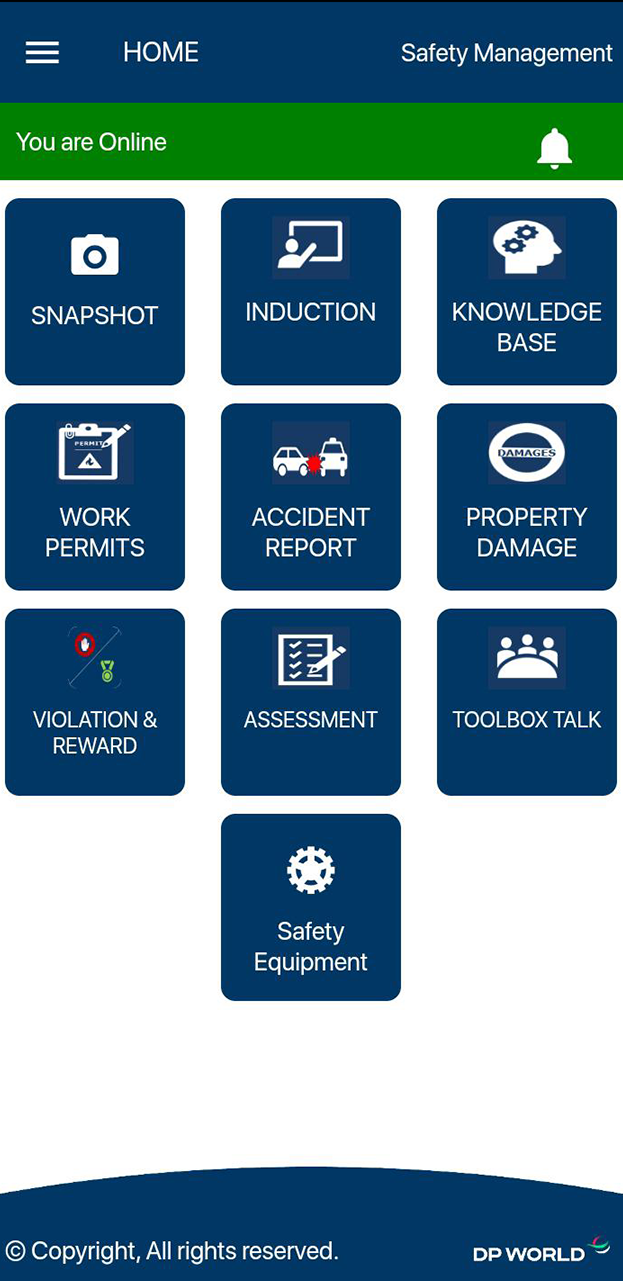 HOME Safety Management
You are Online
SNAPSHOT
INDUCTION
KNOWLEDGE
BASE
PERMIT
WORK
PERMITS
ACCIDENT
REPORT
DAMAGES
PROPERTY
DAMAGE
VIOLATION &
REWARD
ASSESSMENT
TOOLBOX TALK
Safety
Equipment
© Copyright, All rights reserved.
DP WORLD